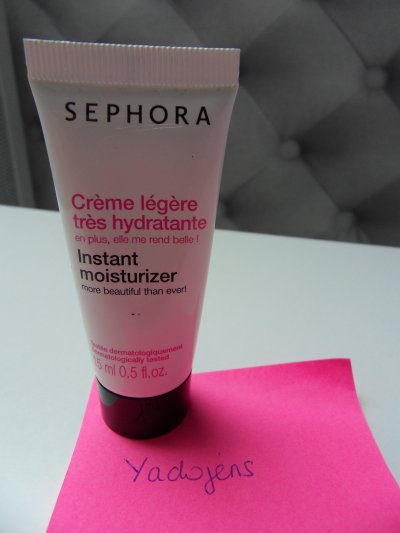 SEPHORA
Crème légère
très hydratante
en plus, elle me rend belle !
Instant
moisturizer
more beautiful than ever!
dermatologiquement
dermatologically tested
15 ml 0.5 fl.oz.
Yadojens